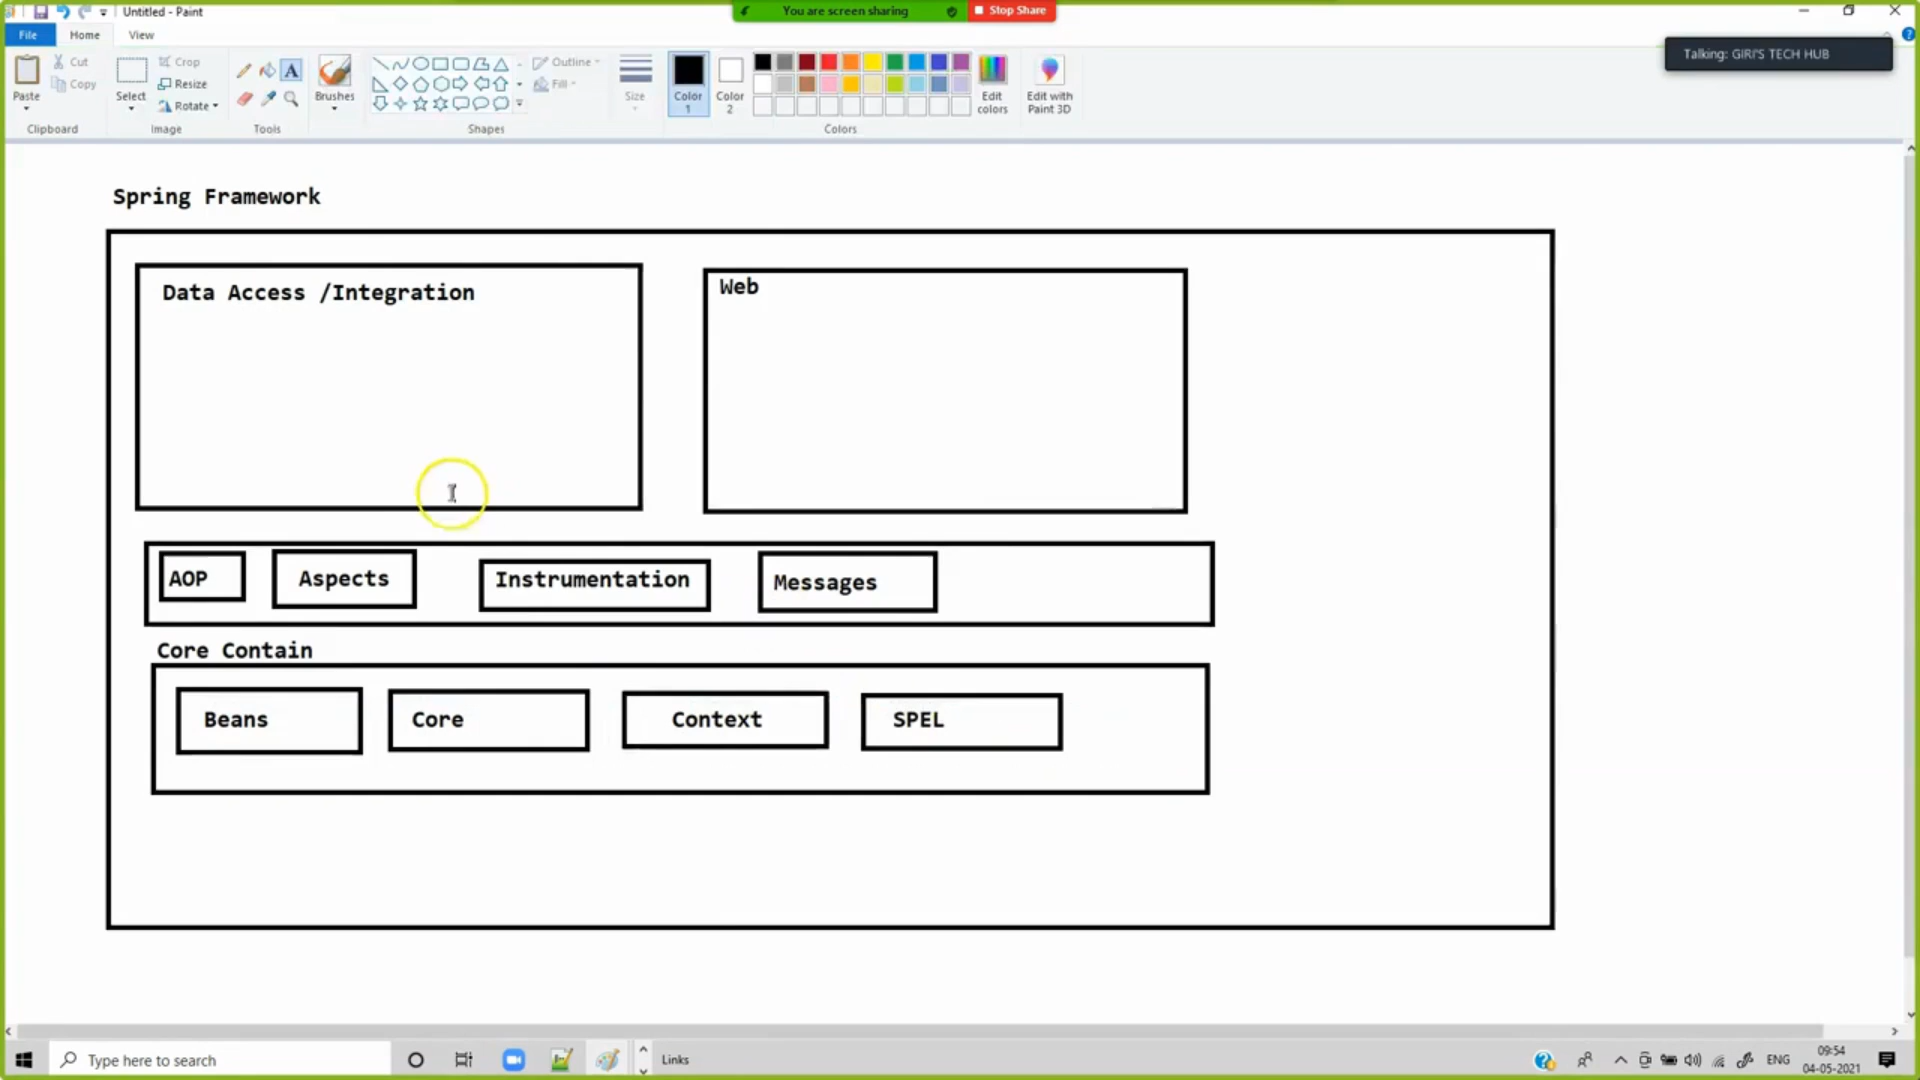 Untitled - Paint
You are screen sharing
Stop Share
File
Home
View
Talking: GIRI'S TECH HUB
Paste
Cut
Copy
Clipboard
Select
Crop
Resize
Rotate
Image
A
Tools
Brushes
Shapes
Outline
Fill
Size
Color 1
Color 2
Colors
Edit colors
Edit with Paint 3D
Spring Framework
Data Access /Integration
Web
AOP
Aspects
Instrumentation
Messages
Core Contain
Beans
Core
Context
SPEL
Type here to search
Links
ENG
09:54
04-05-2021